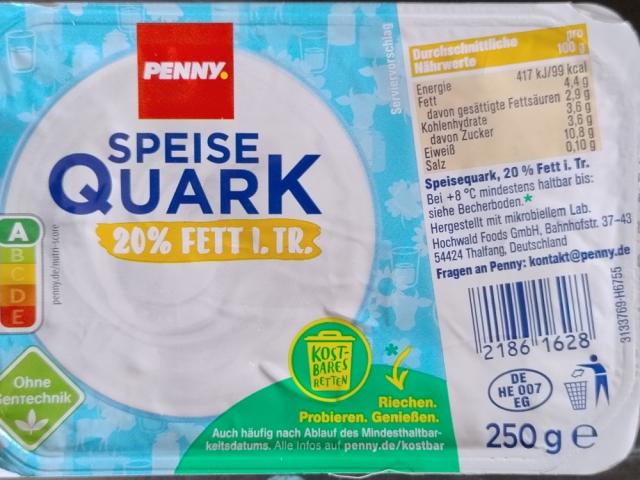 PENNY.
SPEISE
QUARK
20% FETT I. TR.
A
B
C
D
E
penny.de/nutri-score
Ohne
Gentechnik
KOST-
BARES
RETTEN
* Riechen.
Probieren. Genießen.
Auch häufig nach Ablauf des Mindesthaltbar-
keitsdatums. Alle Infos auf penny.de/kostbar
Serviervorschlag
Durchschnittliche Nährwerte pro 100 g
Energie 417 kJ/99 kcal
Fett 4,4 g
davon gesättigte Fettsäuren 2,9 g
Kohlenhydrate 3,6 g
davon Zucker 3,6 g
Eiweiß 10,8 g
Salz 0,10 g
Speisequark, 20 % Fett i. Tr.
Bei +8 °C mindestens haltbar bis:
siehe Becherboden.*
Hergestellt mit mikrobiellem Lab.
Hochwald Foods GmbH, Bahnhofstr. 37-43
54424 Thalfang, Deutschland
Fragen an Penny: kontakt@penny.de
2186 1628
3133769-H6755
DE
HE 007
EG
250 g e